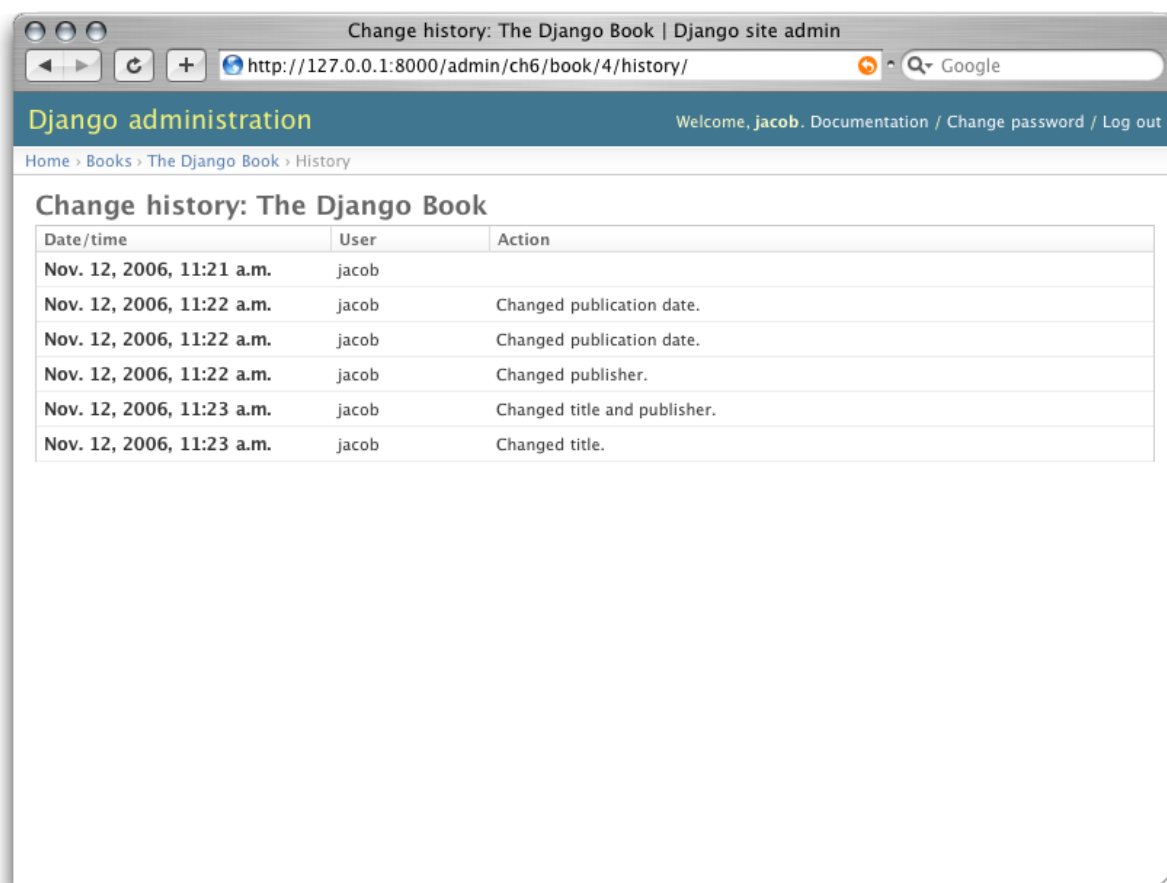 Change history: The Django Book | Django site admin
http://127.0.0.1:8000/admin/ch6/book/4/history/ Google
Django administration Welcome, jacob. Documentation / Change password / Log out
Home › Books › The Django Book › History
Change history: The Django Book
Date/time User Action
Nov. 12, 2006, 11:21 a.m. jacob
Nov. 12, 2006, 11:22 a.m. jacob Changed publication date.
Nov. 12, 2006, 11:22 a.m. jacob Changed publication date.
Nov. 12, 2006, 11:22 a.m. jacob Changed publisher.
Nov. 12, 2006, 11:23 a.m. jacob Changed title and publisher.
Nov. 12, 2006, 11:23 a.m. jacob Changed title.